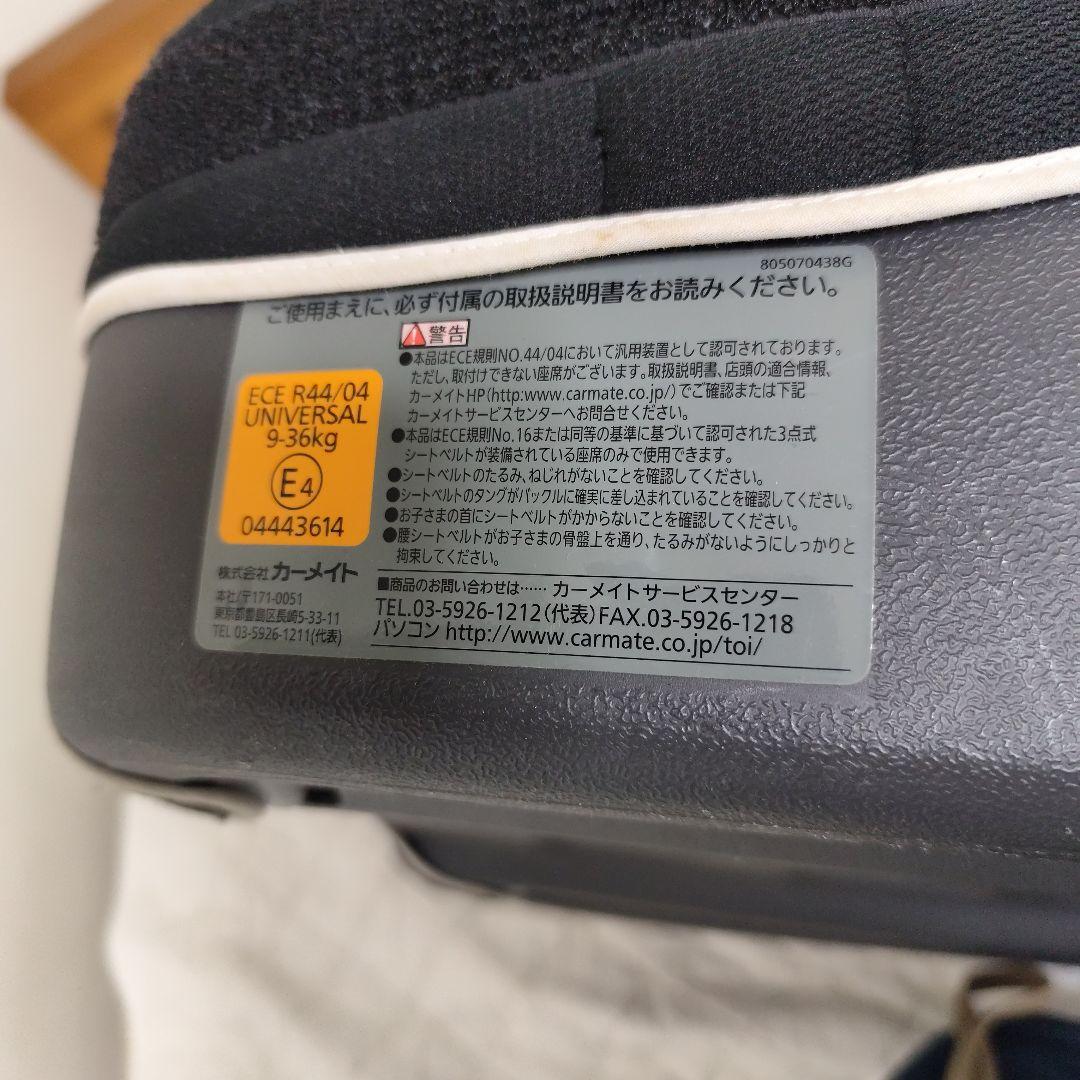 805070438G
ご使用まえに、必ず付属の取扱説明書をお読みください。
警告
●本品はECE規則NO.44/04において汎用装置として認可されております。
ただし、取付けできない座席がございます。取扱説明書、店頭の適合情報、
カーメイトHP(http:www.carmate.co.jp/)でご確認または下記
カーメイトサービスセンターへお問合せください。
●本品はECE規則No.16または同等の基準に基づいて認可された3点式
シートベルトが装備されている座席のみで使用できます。
●シートベルトのたるみ、ねじれがないことを確認してください。
●シートベルトのタングがバックルに確実に差し込まれていることを確認してください。
●お子さまの首にシートベルトがかからないことを確認してください。
●腰シートベルトがお子さまの骨盤上を通り、たるみがないようにしっかりと
拘束してください。
ECE R44/04
UNIVERSAL
9-36kg
E4
04443614
株式会社 カーメイト
本社/〒171-0051
東京都豊島区長崎5-33-11
TEL 03-5926-1211(代表)
■商品のお問い合わせは…… カーメイトサービスセンター
TEL.03-5926-1212(代表)FAX.03-5926-1218
パソコン http://www.carmate.co.jp/toi/